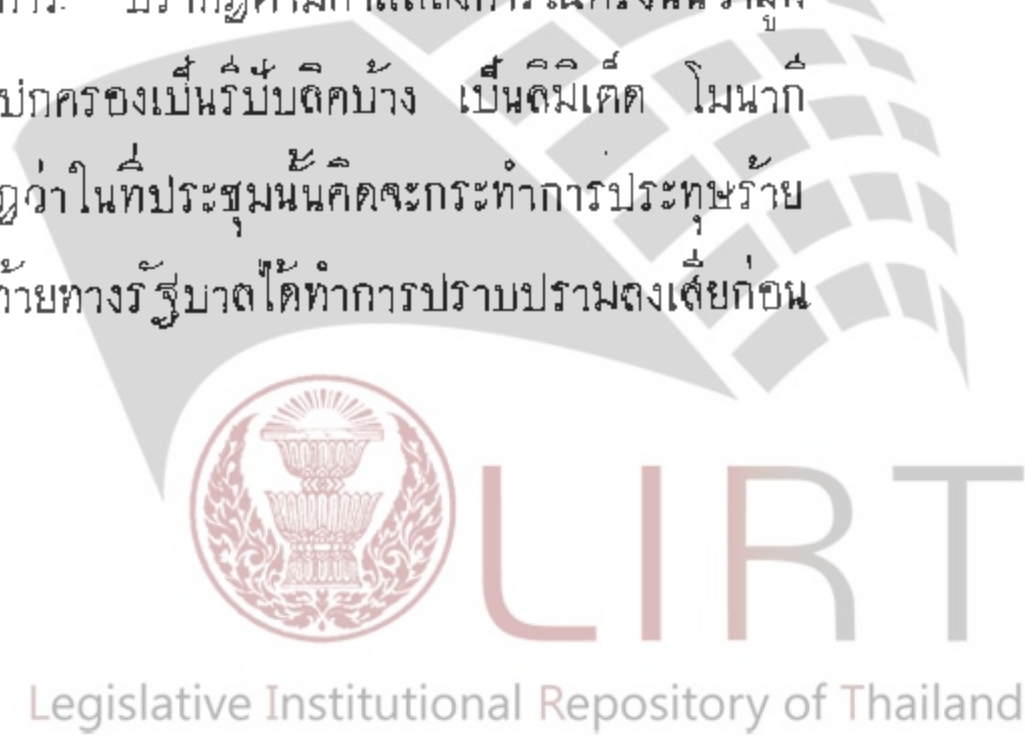 ปกครองเป็นริปับลิคบ้าง เป็นลิมิเต็ด โมนากี
ว่าในที่ประชุมนั้นคิดจะกระทำการประทุษร้าย
ท้ายทางรัฐบาลได้ทำการปราบปรามลงเสียก่อน
LIRT
Legislative Institutional Repository of Thailand